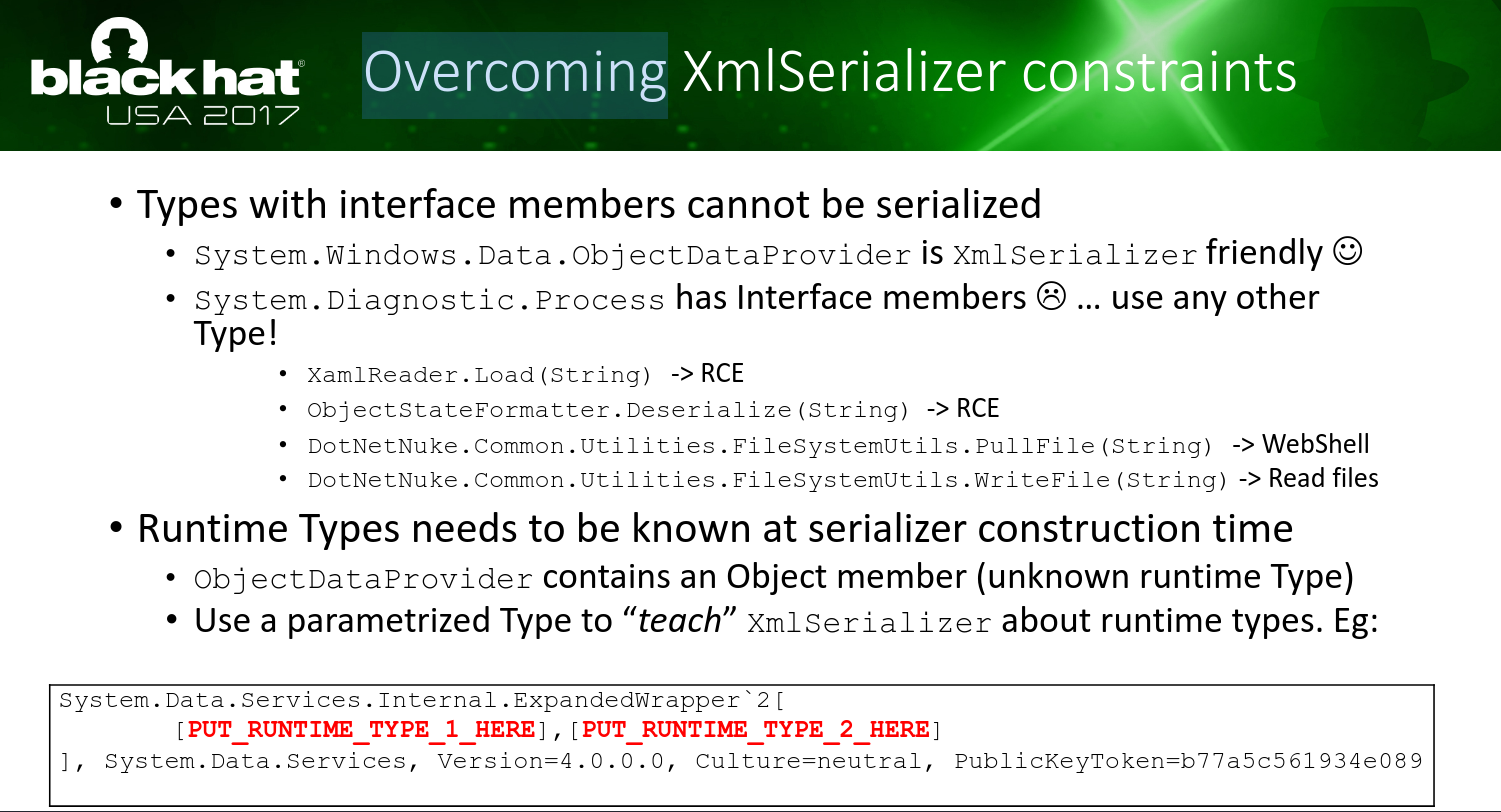 black hat®
USA 2017
Overcoming XmlSerializer constraints
• Types with interface members cannot be serialized
• System.Windows.Data.ObjectDataProvider is XmlSerializer friendly ☺
• System.Diagnostic.Process has Interface members ☹ … use any other
Type!
• XamlReader.Load(String) -> RCE
• ObjectStateFormatter.Deserialize(String) -> RCE
• DotNetNuke.Common.Utilities.FileSystemUtils.PullFile(String) -> WebShell
• DotNetNuke.Common.Utilities.FileSystemUtils.WriteFile(String) -> Read files
• Runtime Types needs to be known at serializer construction time
• ObjectDataProvider contains an Object member (unknown runtime Type)
• Use a parametrized Type to “teach” XmlSerializer about runtime types. Eg:
System.Data.Services.Internal.ExpandedWrapper`2[
[PUT_RUNTIME_TYPE_1_HERE],[PUT_RUNTIME_TYPE_2_HERE]
], System.Data.Services, Version=4.0.0.0, Culture=neutral, PublicKeyToken=b77a5c561934e089